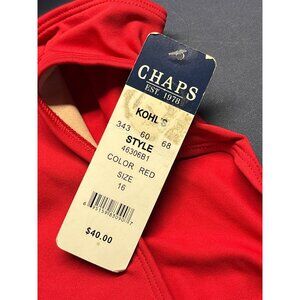 CHAPS
EST. 1978
KOHL'S
343 60 68
STYLE
46306B1
COLOR RED
SIZE
16
$40.00